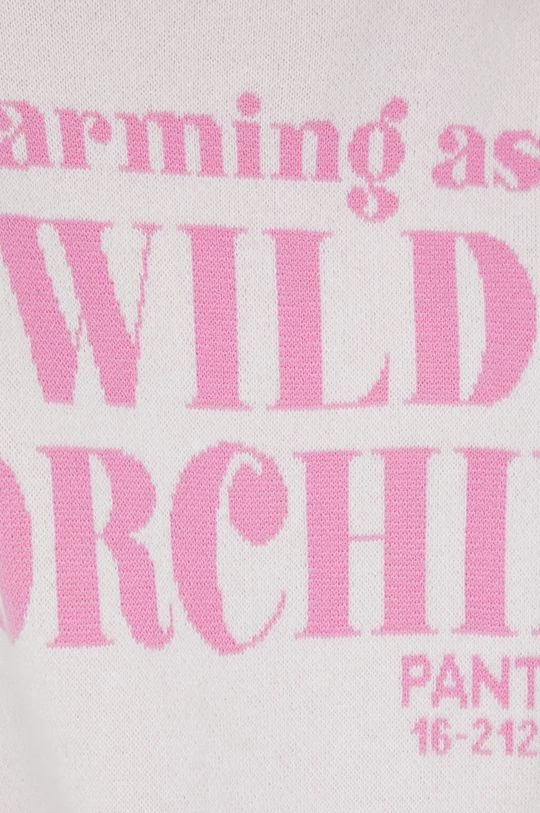 arming as
WILD
ORCHI
PANT
16-212